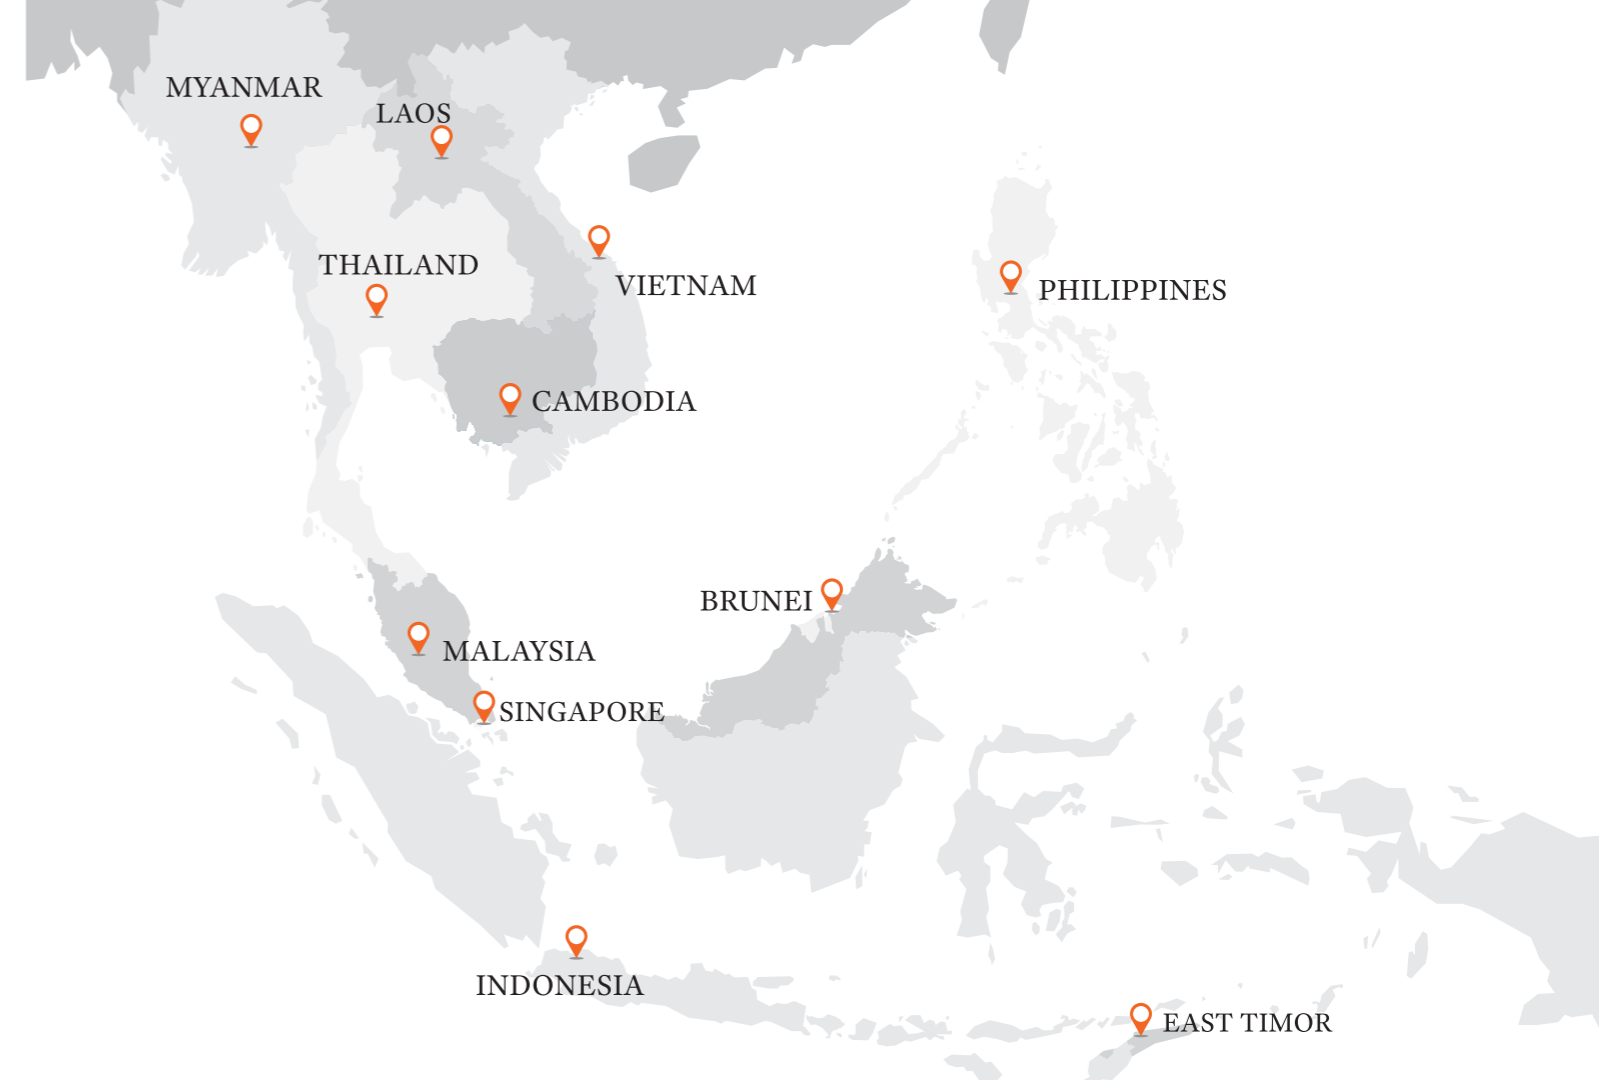 MYANMAR
LAOS
THAILAND
VIETNAM
PHILIPPINES
CAMBODIA
BRUNEI
MALAYSIA
SINGAPORE
INDONESIA
EAST TIMOR